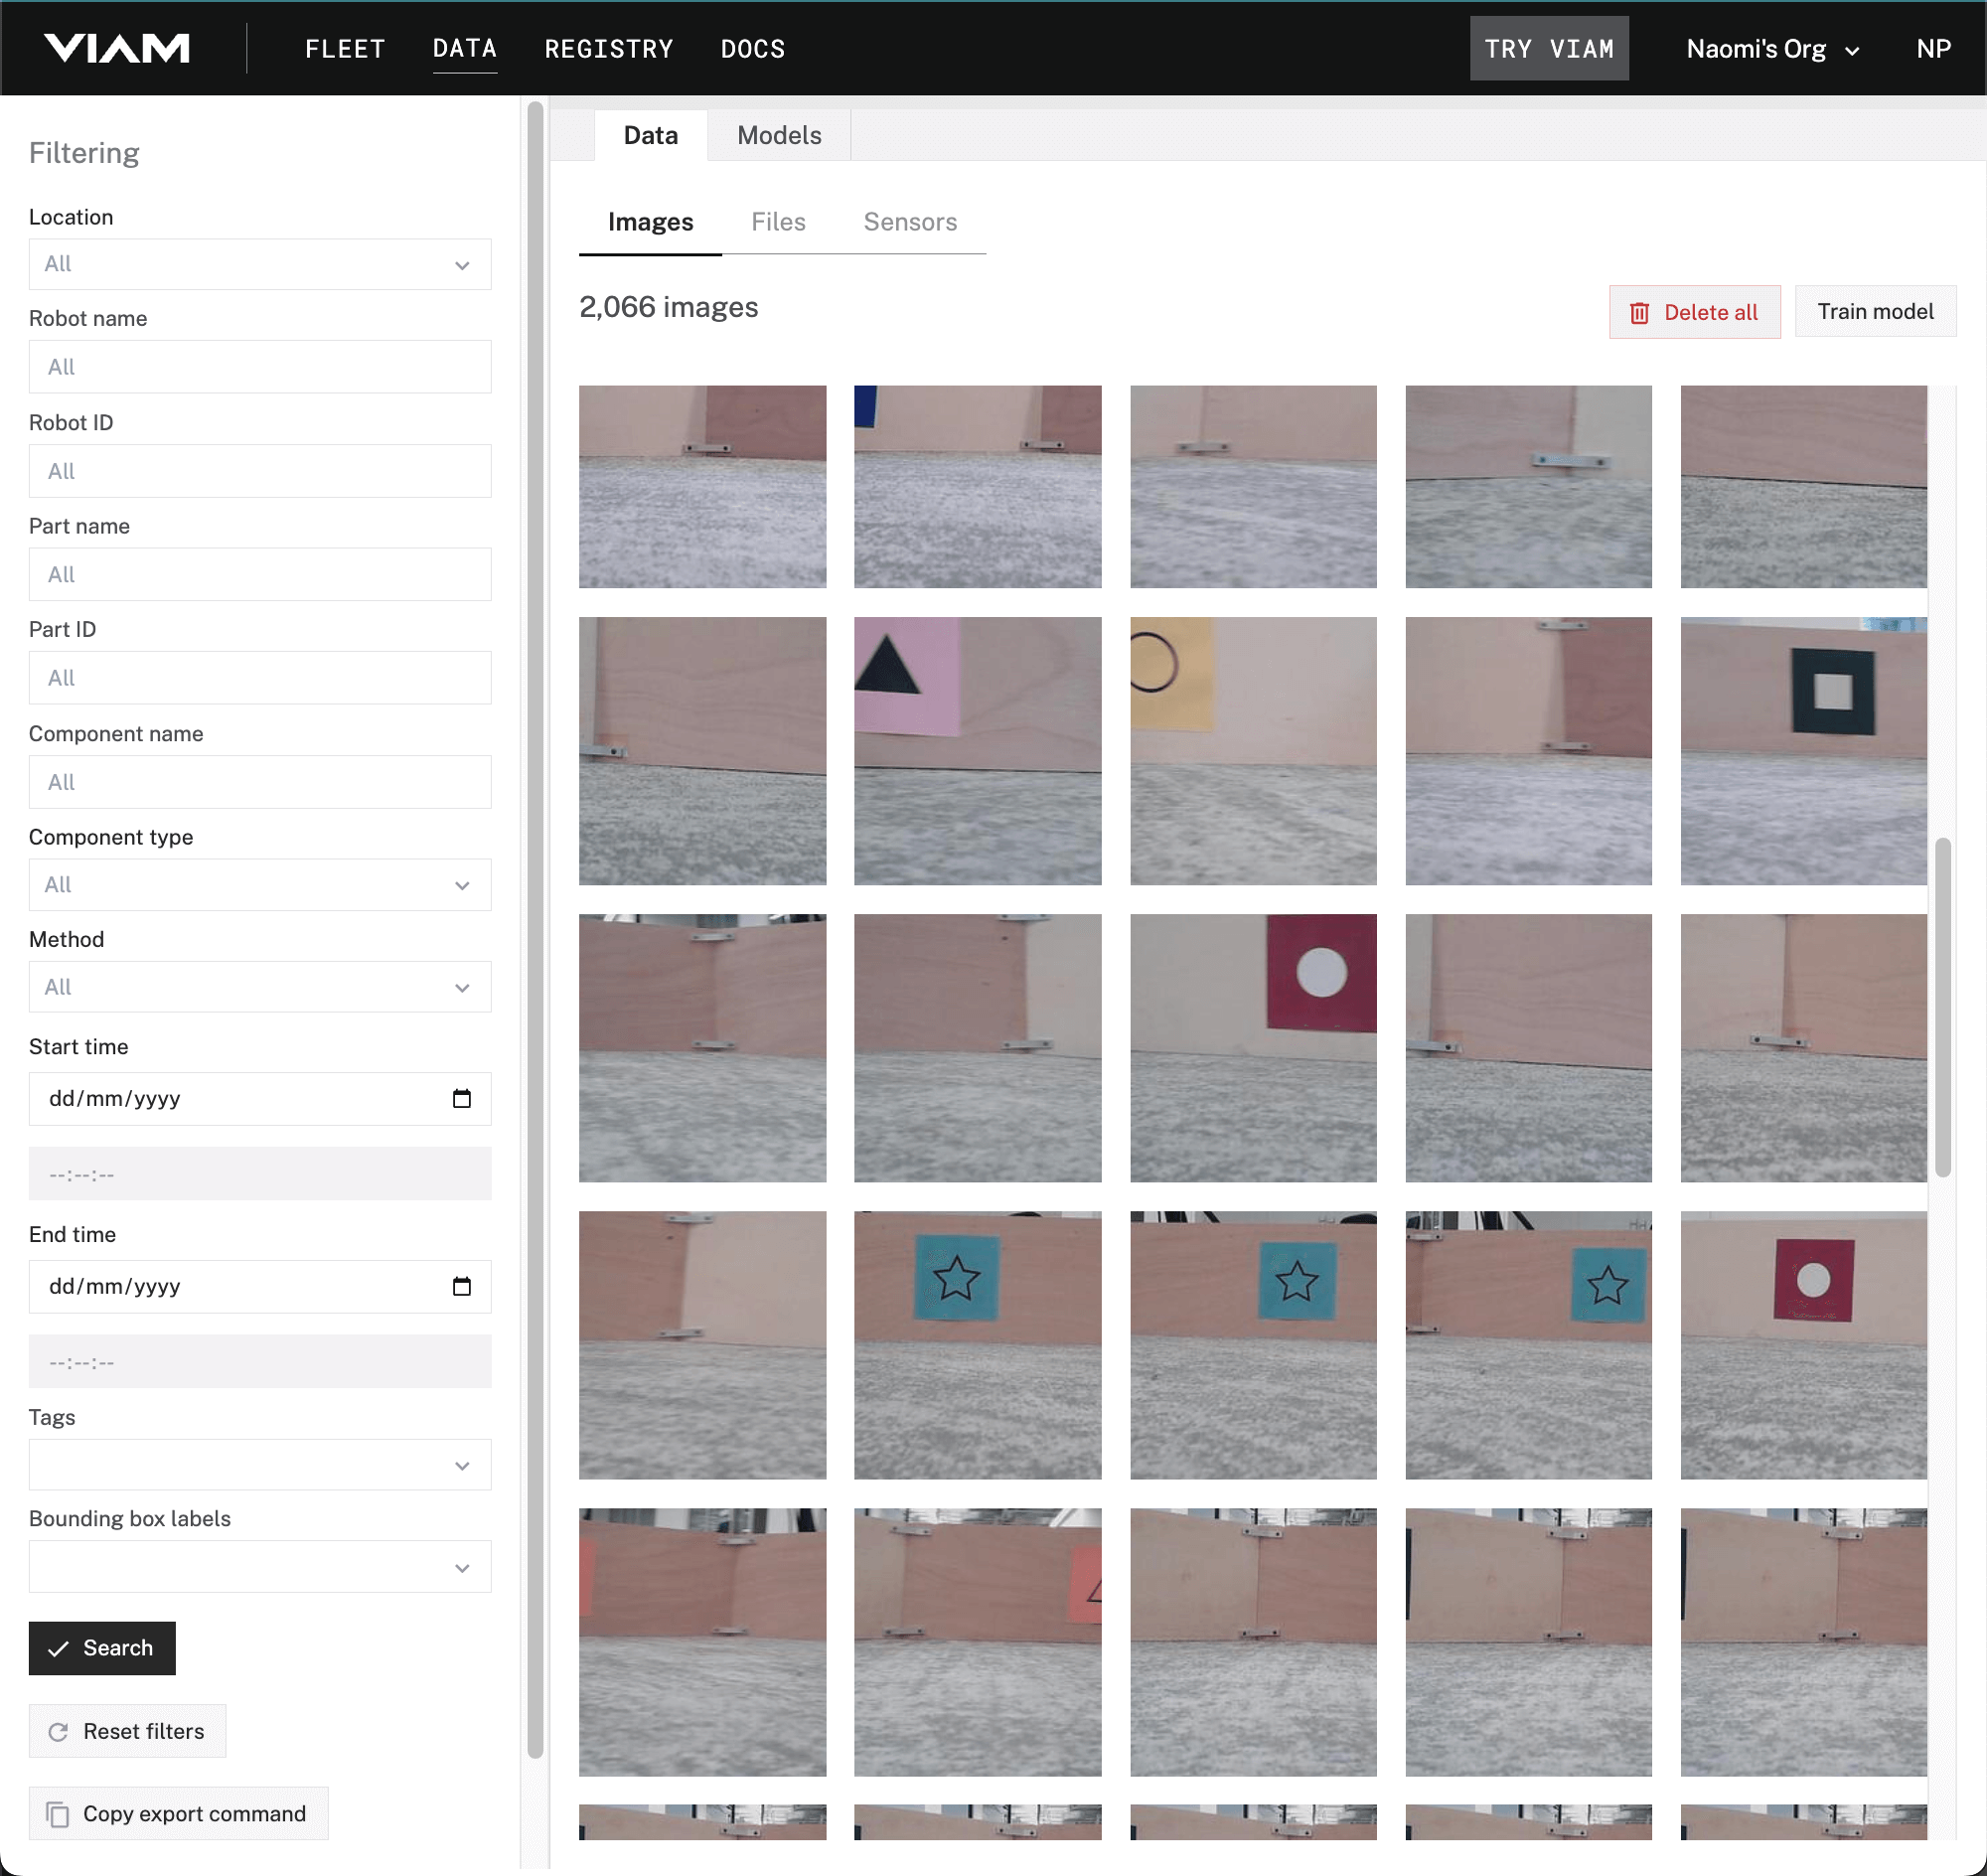 VIAM
FLEET
DATA
REGISTRY
DOCS
TRY VIAM
Naomi's Org
NP
Filtering
Location
All
Robot name
All
Robot ID
All
Part name
All
Part ID
All
Component name
All
Component type
All
Method
All
Start time
dd/mm/yyyy
--:--:--
End time
dd/mm/yyyy
--:--:--
Tags
Bounding box labels
Search
Reset filters
Copy export command
Data
Models
Images
Files
Sensors
2,066 images
Delete all
Train model